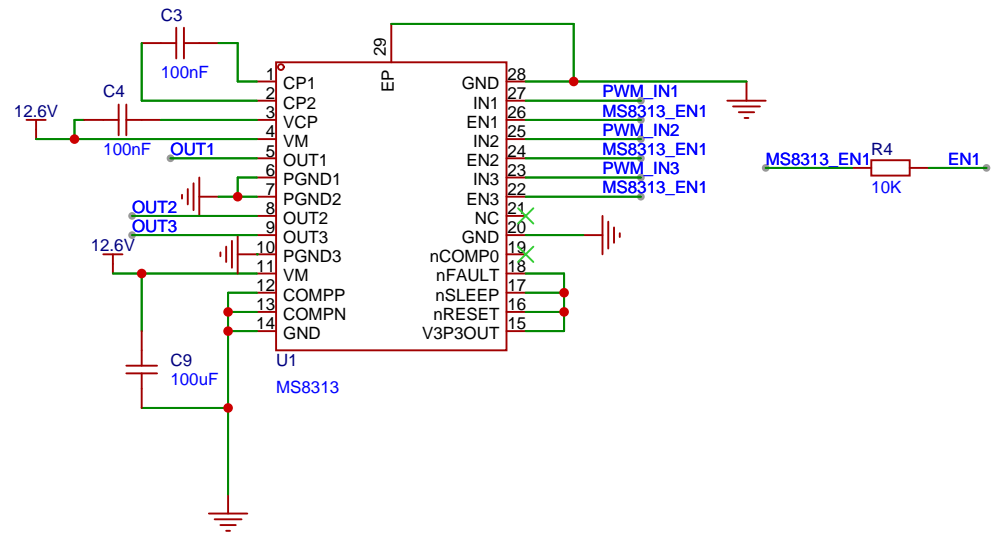 C3
100nF
C4
100nF
12.6V
OUT1
OUT2
OUT3
12.6V
C9
100uF
29
EP
1 CP1
2 CP2
3 VCP
4 VM
5 OUT1
6 PGND1
7 PGND2
8 OUT2
9 OUT3
10 PGND3
11 VM
12 COMPP
13 COMPN
14 GND
GND 28
IN1 27 PWM_IN1
EN1 26 MS8313_EN1
IN2 25 PWM_IN2
EN2 24 MS8313_EN1
IN3 23 PWM_IN3
EN3 22 MS8313_EN1
NC 21
GND 20
nCOMP0 19
nFAULT 18
nSLEEP 17
nRESET 16
V3P3OUT 15
U1
MS8313
MS8313_EN1
R4
10K
EN1